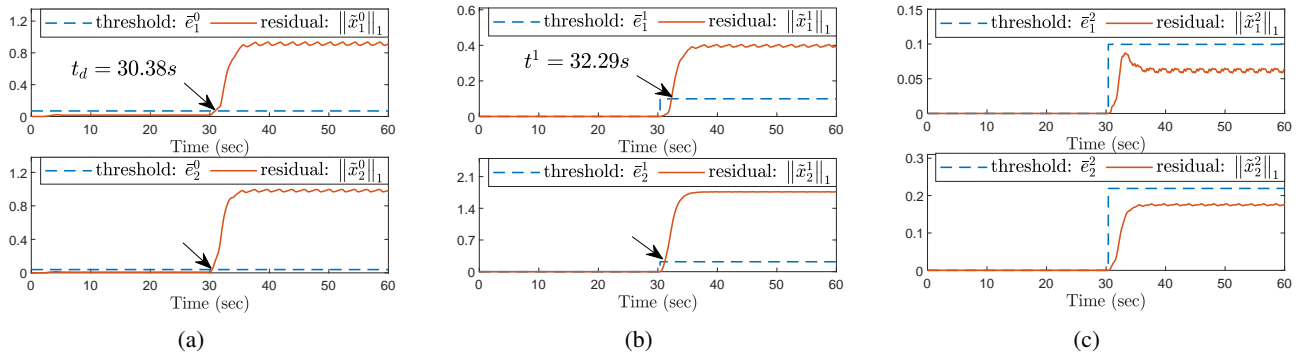 threshold: ē₁⁰ residual: ‖x̃₁⁰‖₁
1.2
0.8
0.4
0
t_d = 30.38s
0 10 20 30 40 50 60
Time (sec)
threshold: ē₂⁰ residual: ‖x̃₂⁰‖₁
1.2
0.8
0.4
0
0 10 20 30 40 50 60
Time (sec)
(a)
threshold: ē₁¹ residual: ‖x̃₁¹‖₁
0.6
0.4
0.2
0
t¹ = 32.29s
0 10 20 30 40 50 60
Time (sec)
threshold: ē₂¹ residual: ‖x̃₂¹‖₁
2.1
1.4
0.7
0
0 10 20 30 40 50 60
Time (sec)
(b)
threshold: ē₁² residual: ‖x̃₁²‖₁
0.15
0.1
0.05
0
0 10 20 30 40 50 60
Time (sec)
threshold: ē₂² residual: ‖x̃₂²‖₁
0.3
0.2
0.1
0
0 10 20 30 40 50 60
Time (sec)
(c)